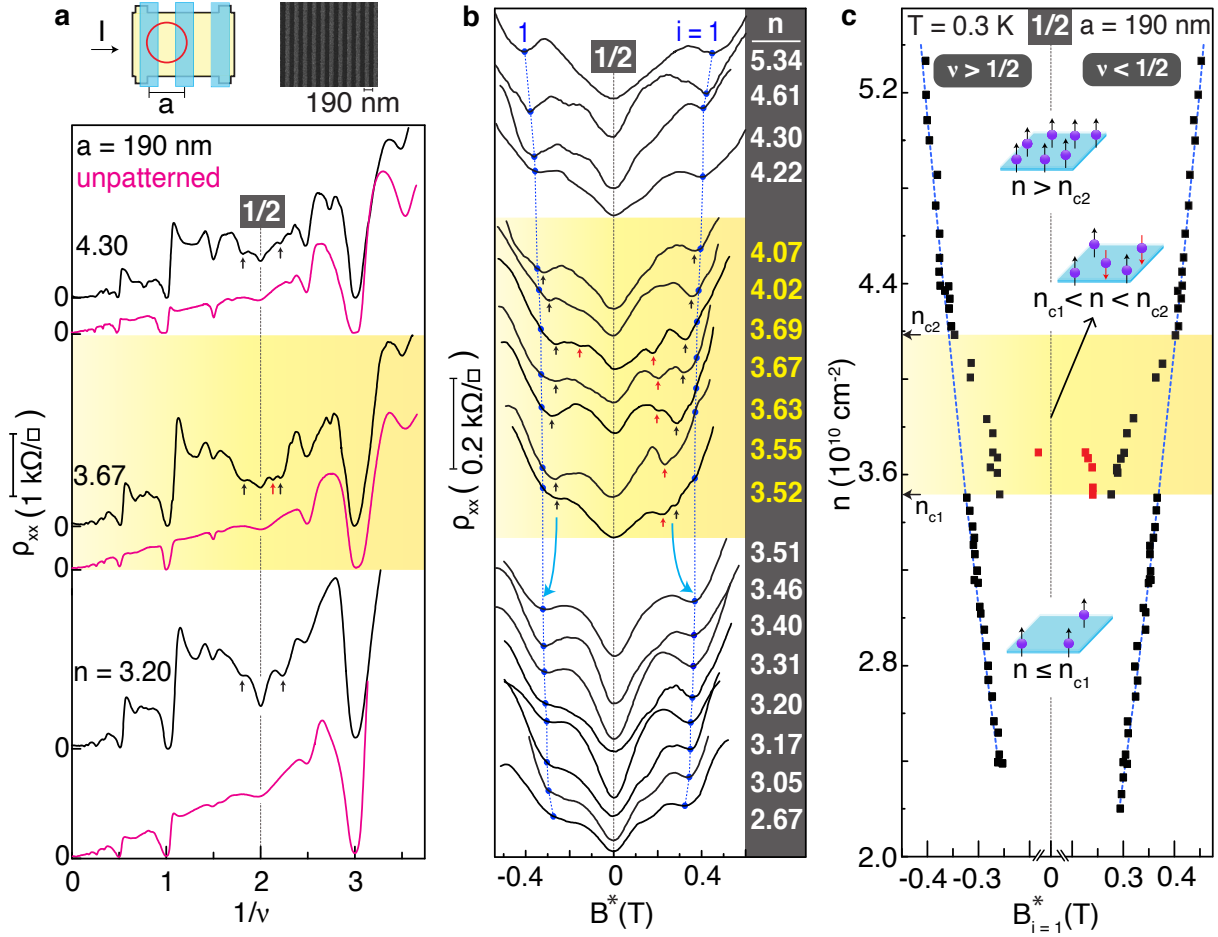 a
I
a
190 nm
a = 190 nm
unpatterned
1/2
4.30
0
0
3.67
0
0
n = 3.20
0
0
ρxx ( 1 kΩ/□ )
0 1 2 3
1/ν
b
1
i = 1
n
1/2
5.34
4.61
4.30
4.22
4.07
4.02
3.69
3.67
3.63
3.55
3.52
3.51
3.46
3.40
3.31
3.20
3.17
3.05
2.67
ρxx ( 0.2 kΩ/□ )
-0.4 0 0.4
B*(T)
c
T = 0.3 K 1/2 a = 190 nm
ν > 1/2 ν < 1/2
5.2
n > nc2
4.4
nc1 < n < nc2
nc2
3.6
nc1
2.8
n ≤ nc1
2.0
n (10^10 cm^-2)
-0.4 0 0.3 0.4
B*i = 1(T)